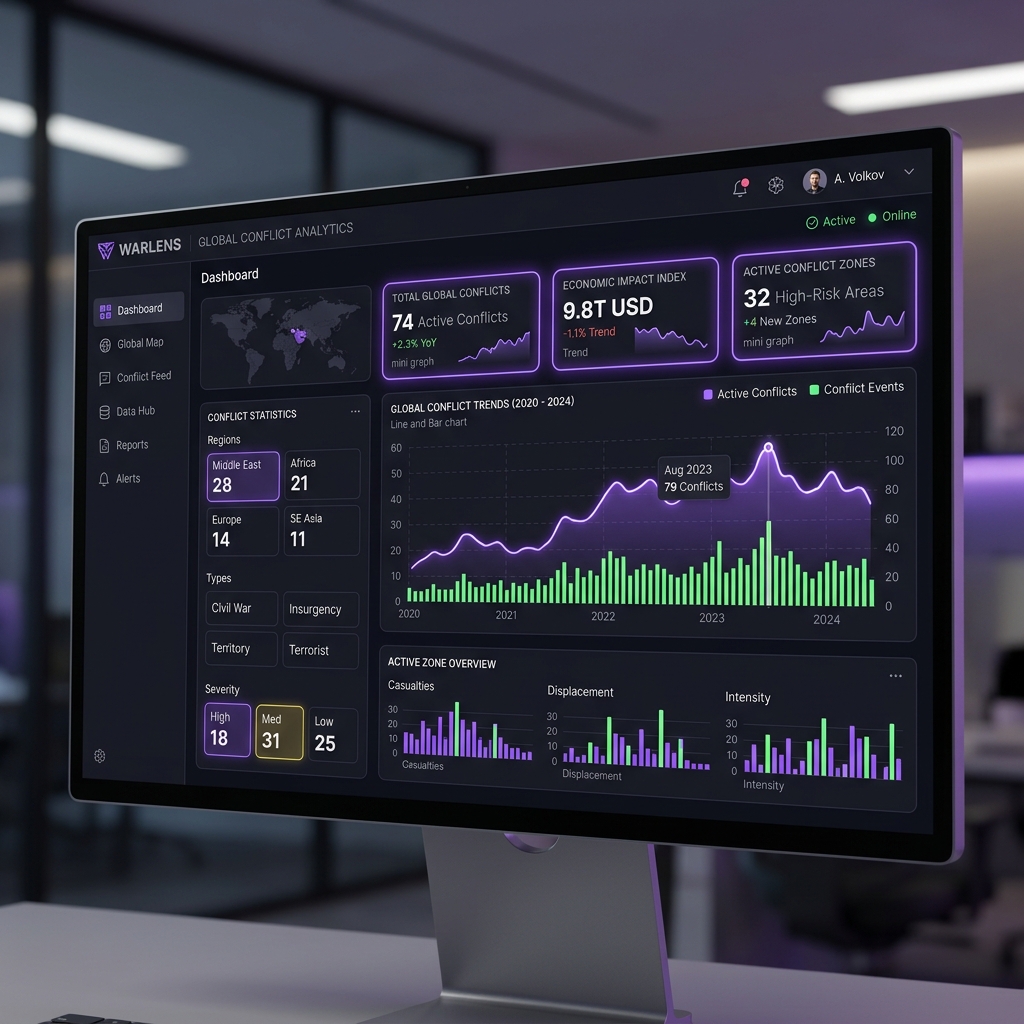 WARLENS
GLOBAL CONFLICT ANALYTICS
A. Volkov
Active
Online
Dashboard
Global Map
Conflict Feed
Data Hub
Reports
Alerts
Dashboard
TOTAL GLOBAL CONFLICTS
74 Active Conflicts
+2.3% YoY
mini graph
ECONOMIC IMPACT INDEX
9.8T USD
-1.1% Trend
Trend
ACTIVE CONFLICT ZONES
32 High-Risk Areas
+4 New Zones
mini graph
CONFLICT STATISTICS
Regions
Middle East
28
Africa
21
Europe
14
SE Asia
11
Types
Civil War
Insurgency
Territory
Terrorist
Severity
High
18
Med
31
Low
25
GLOBAL CONFLICT TRENDS (2020 - 2024)
Line and Bar chart
Active Conflicts
Conflict Events
60
50
40
30
20
10
0
Aug 2023
79 Conflicts
120
100
80
60
40
20
0
2020 2021 2022 2023 2024
ACTIVE ZONE OVERVIEW
Casualties
30
20
10
0
Casualties
Displacement
30
20
10
0
Displacement
Intensity
30
20
10
0
Intensity